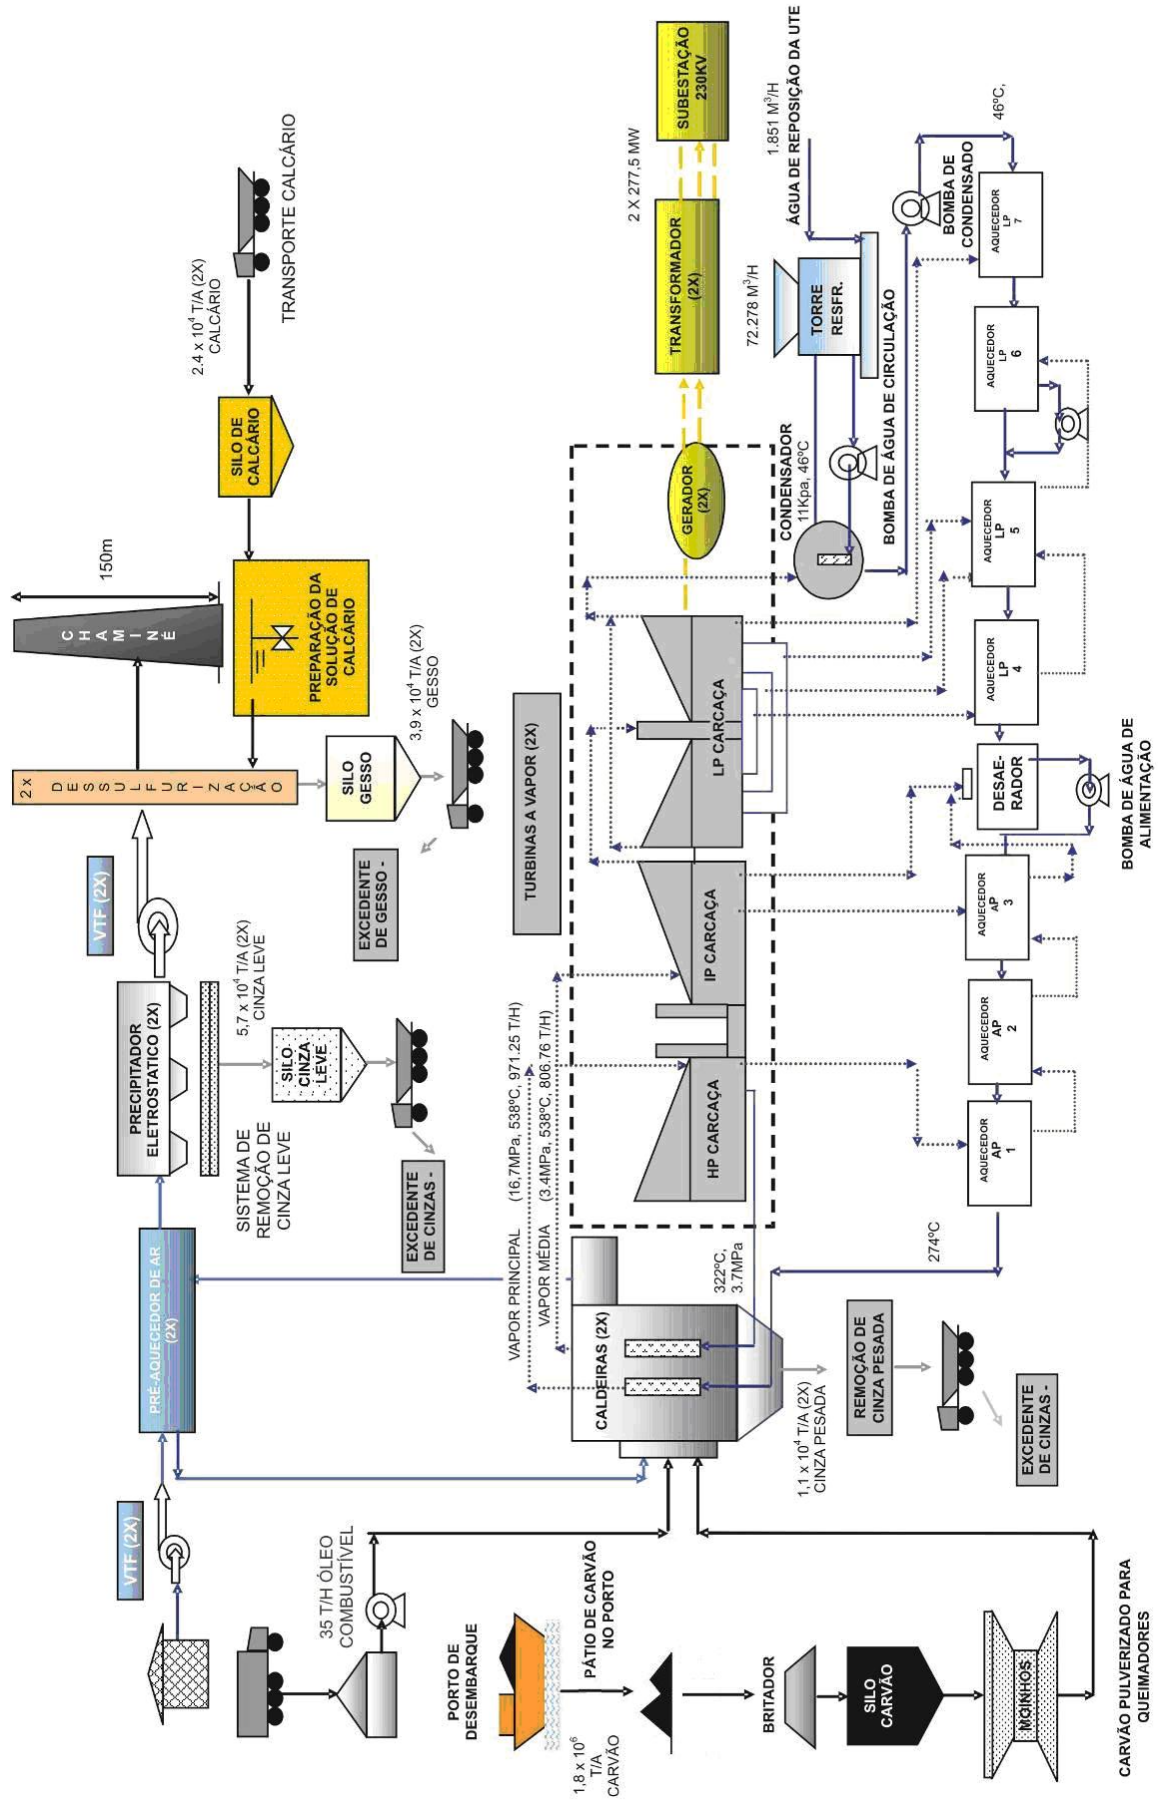 VTF (2X)
35 T/H ÓLEO
COMBUSTÍVEL
PORTO DE
DESEMBARQUE
1,8 x 10⁶
T/A
CARVÃO
PÁTIO DE CARVÃO
NO PORTO
BRITADOR
SILO
CARVÃO
MOINHOS
CARVÃO PULVERIZADO PARA
QUEIMADORES
PRÉ-AQUECEDOR DE AR
(2X)
PRECIPITADOR
ELETROSTATICO (2X)
SISTEMA DE
REMOÇÃO DE
CINZA LEVE
5,7 x 10⁴ T/A (2X)
CINZA LEVE
SILO
CINZA
LEVE
EXCEDENTE
DE CINZAS -
VTF (2X)
2.x
DESSULFURIZAÇÃO
CHAMINÉ
150m
PREPARAÇÃO DA
SOLUÇÃO DE
CALCÁRIO
SILO DE
CALCÁRIO
2.4 x 10⁴ T/A (2X)
CALCÁRIO
TRANSPORTE CALCÁRIO
SILO
GESSO
3,9 x 10⁴ T/A (2X)
GESSO
EXCEDENTE
DE GESSO -
CALDEIRAS (2X)
1,1 x 10⁴ T/A (2X)
CINZA PESADA
REMOÇÃO DE
CINZA PESADA
EXCEDENTE
DE CINZAS -
VAPOR PRINCIPAL (16,7MPa, 538ºC, 971.25 T/H)
VAPOR MÉDIA (3.4MPa, 538ºC, 806.76 T/H)
322ºC,
3.7MPa
274ºC
TURBINAS A VAPOR (2X)
HP CARCAÇA
IP CARCAÇA
LP CARCAÇA
GERADOR
(2X)
TRANSFORMADOR
(2X)
2 X 277,5 MW
SUBESTAÇÃO
230KV
CONDENSADOR
11Kpa, 46ºC
72.278 M³/H
TORRE
RESFR.
1.851 M³/H
ÁGUA DE REPOSIÇÃO DA UTE
BOMBA DE ÁGUA DE CIRCULAÇÃO
BOMBA DE
CONDENSADO
46ºC,
AQUECEDOR
AP
1
AQUECEDOR
AP
2
AQUECEDOR
AP
3
DESAE-
RADOR
BOMBA DE ÁGUA DE
ALIMENTAÇÃO
AQUECEDOR
LP
4
AQUECEDOR
LP
5
AQUECEDOR
LP
6
AQUECEDOR
LP
7